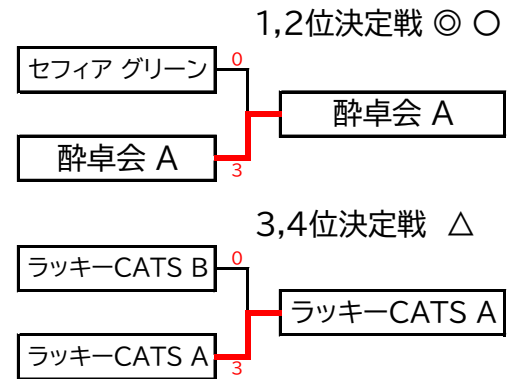 1,2位決定戦 ◎ ○
セフィア グリーン
0
酔卓会 A
酔卓会 A
3
3,4位決定戦 △
ラッキーCATS B
0
ラッキーCATS A
ラッキーCATS A
3